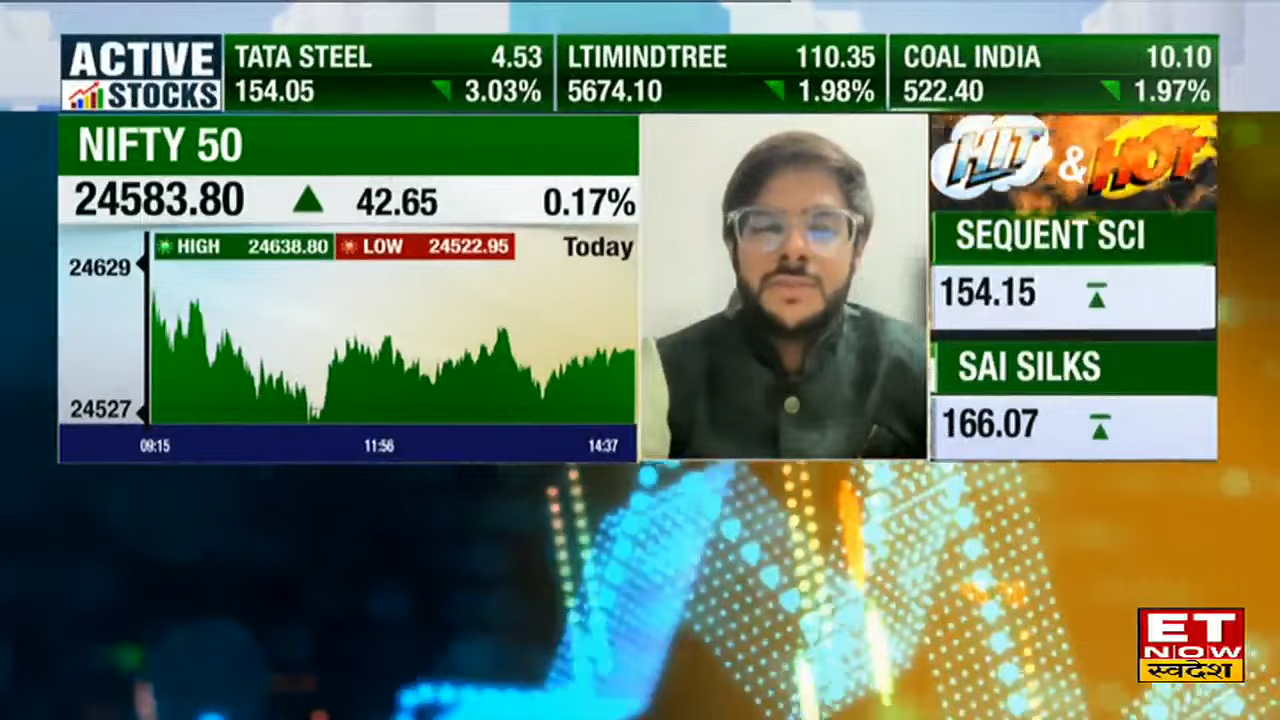 ACTIVE
STOCKS
TATA STEEL 4.53
154.05 3.03%
LTIMINDTREE 110.35
5674.10 1.98%
COAL INDIA 10.10
522.40 1.97%
NIFTY 50
24583.80 42.65 0.17%
HIGH 24638.80 LOW 24522.95 Today
24629
24527
09:15 11:56 14:37
HIT & HOT
SEQUENT SCI
154.15
SAI SILKS
166.07
ET
NOW
स्वदेश